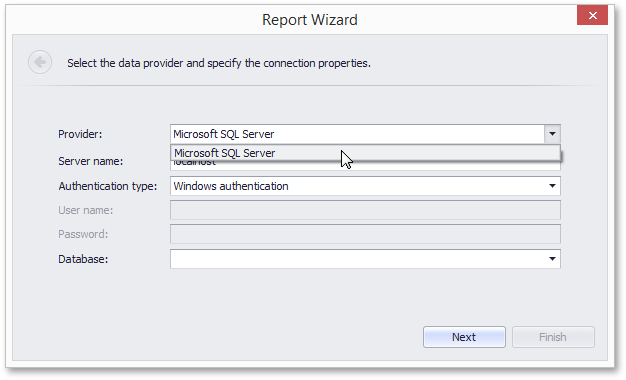 Report Wizard
Select the data provider and specify the connection properties.
Provider: Microsoft SQL Server
Microsoft SQL Server
Server name: localhost
Authentication type: Windows authentication
User name:
Password:
Database:
Next Finish